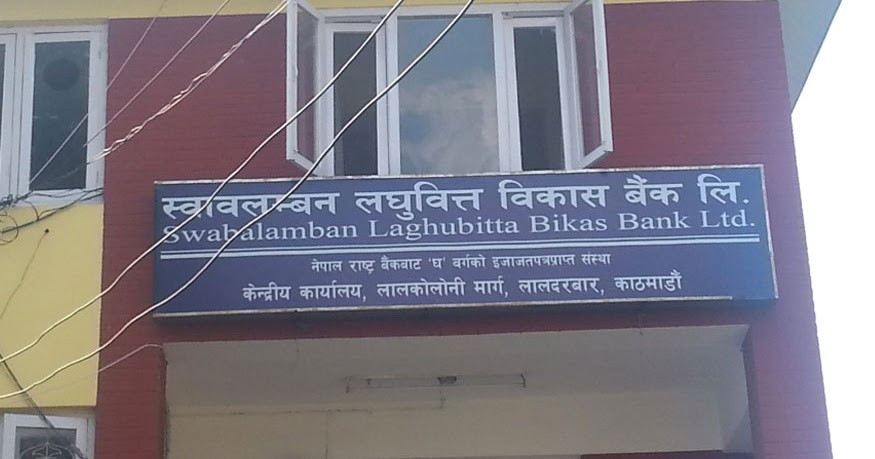 स्वावलम्बन लघुवित्त विकास बैंक लि.
Swabalamban Laghubitta Bikas Bank Ltd.
नेपाल राष्ट्र बैंकबाट 'घ' वर्गको इजाजतपत्रप्राप्त संस्था
केन्द्रीय कार्यालय, लालकोलोनी मार्ग, लालदरबार, काठमाडौं